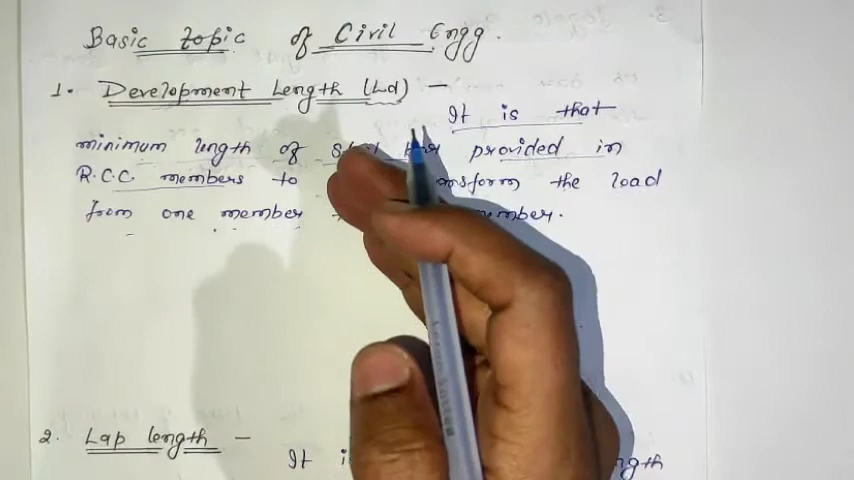 Basic topic of Civil Engg.
1. Development Length (Ld) -
It is that
minimum length of provided in
R.C.C. members to the load
from one member member.
2. Lap length -
It